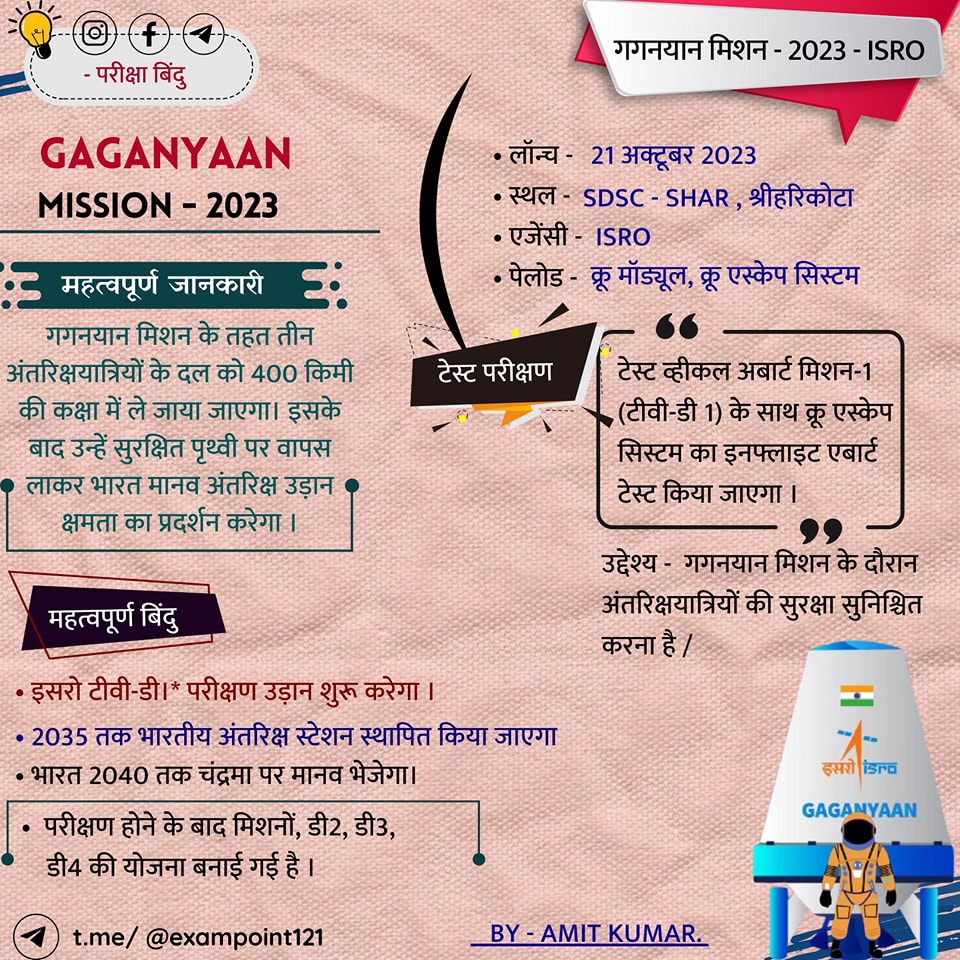 - परीक्षा बिंदु
गगनयान मिशन - 2023 - ISRO
GAGANYAAN
MISSION - 2023
• लॉन्च - 21 अक्टूबर 2023
• स्थल - SDSC - SHAR , श्रीहरिकोटा
• एजेंसी - ISRO
• पेलोड - क्रू मॉड्यूल, क्रू एस्केप सिस्टम
महत्वपूर्ण जानकारी
गगनयान मिशन के तहत तीन
अंतरिक्षयात्रियों के दल को 400 किमी
की कक्षा में ले जाया जाएगा। इसके
बाद उन्हें सुरक्षित पृथ्वी पर वापस
लाकर भारत मानव अंतरिक्ष उड़ान
क्षमता का प्रदर्शन करेगा ।
टेस्ट परीक्षण
टेस्ट व्हीकल अबार्ट मिशन-1
(टीवी-डी 1) के साथ क्रू एस्केप
सिस्टम का इनफ्लाइट एबार्ट
टेस्ट किया जाएगा ।
उद्देश्य - गगनयान मिशन के दौरान
अंतरिक्षयात्रियों की सुरक्षा सुनिश्चित
करना है /
महत्वपूर्ण बिंदु
• इसरो टीवी-डी।* परीक्षण उड़ान शुरू करेगा ।
• 2035 तक भारतीय अंतरिक्ष स्टेशन स्थापित किया जाएगा
• भारत 2040 तक चंद्रमा पर मानव भेजेगा।
• परीक्षण होने के बाद मिशनों, डी2, डी3,
डी4 की योजना बनाई गई है ।
इसरो isro
GAGANYAAN
t.me/ @exampoint121
BY - AMIT KUMAR.